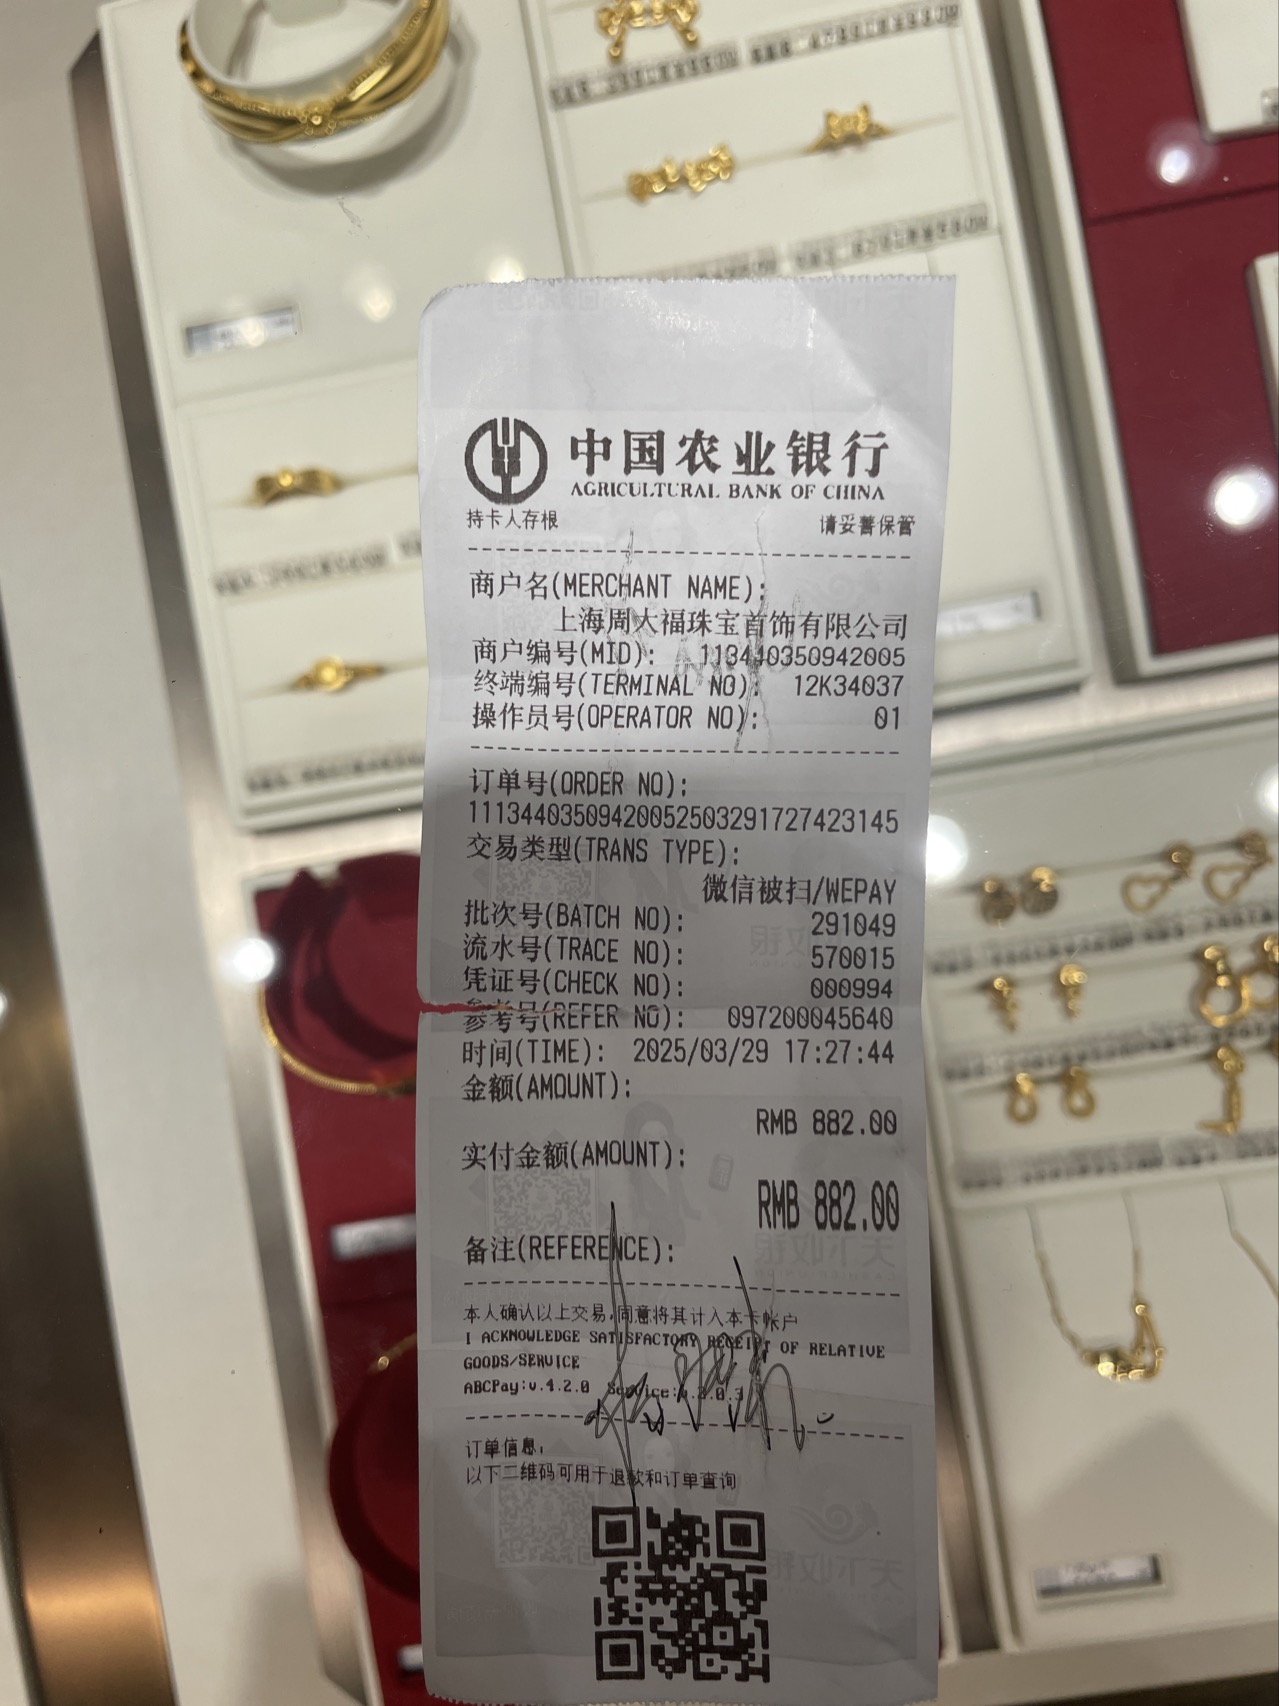 中国农业银行
AGRICULTURAL BANK OF CHINA
持卡人存根 请妥善保管
商户名(MERCHANT NAME):
上海周大福珠宝首饰有限公司
商户编号(MID): 113440350942005
终端编号(TERMINAL NO): 12K34037
操作员号(OPERATOR NO): 01
订单号(ORDER NO):
11134403509420052503291727423145
交易类型(TRANS TYPE):
微信被扫/WEPAY
批次号(BATCH NO): 291049
流水号(TRACE NO): 570015
凭证号(CHECK NO): 000994
参考号(REFER NO): 097200045640
时间(TIME): 2025/03/29 17:27:44
金额(AMOUNT):
RMB 882.00
实付金额(AMOUNT):
RMB 882.00
备注(REFERENCE):
本人确认以上交易,同意将其计入本卡帐户
I ACKNOWLEDGE SATISFACTORY RECEIPT OF RELATIVE
GOODS/SERVICE
ABCPay:v.4.2.0 Service:v.2.0.3
订单信息:
以下二维码可用于退款和订单查询